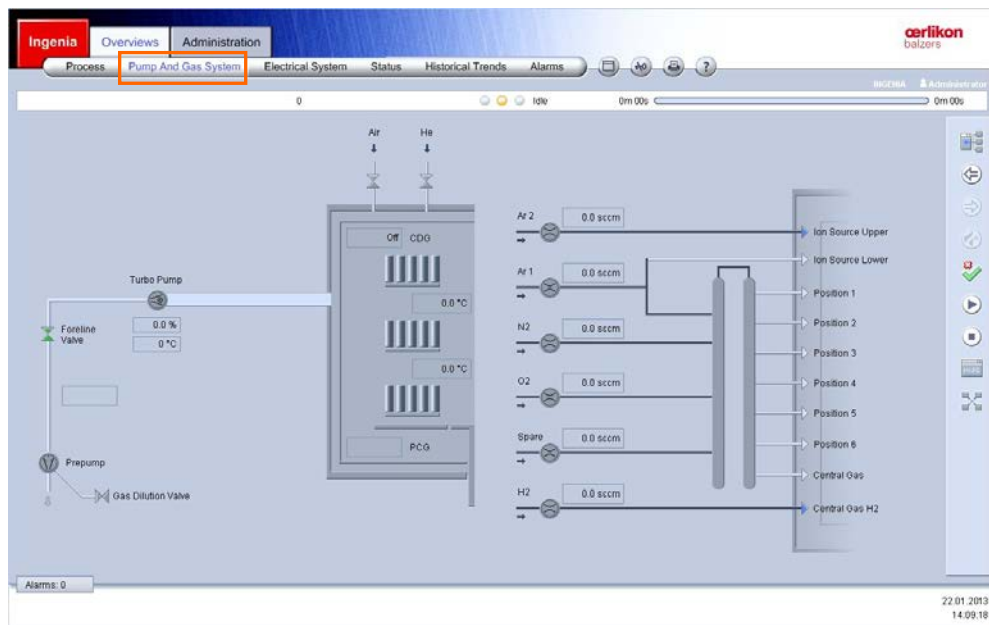 Ingenia
Overviews
Administration
œrlikon
balzers
Process
Pump And Gas System
Electrical System
Status
Historical Trends
Alarms
?
INGENIA
Administrator
0
Idle
0m 00s
0m 00s
Air
He
Off
CDG
Turbo Pump
0.0 %
0 °C
Foreline
Valve
0.0 °C
0.0 °C
PCG
Prepump
Gas Dilution Valve
Ar 2
0.0 sccm
Ion Source Upper
Ion Source Lower
Ar 1
0.0 sccm
Position 1
N2
0.0 sccm
Position 2
Position 3
O2
0.0 sccm
Position 4
Position 5
Spare
0.0 sccm
Position 6
Central Gas
H2
0.0 sccm
Central Gas H2
Alarms: 0
22.01.2013
14:09:18